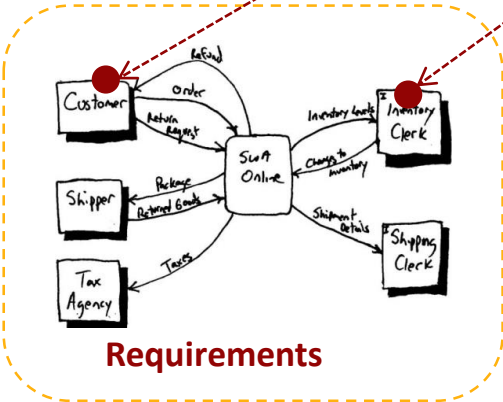 Refund
Customer
Order
Return
Request
Inventory Levels
I
Inventory
Clerk
SwA
Online
Changes to
Inventory
Shipper
Package
Returned Goods
Shipment
Details
I
Shipping
Clerk
Taxes
Tax
Agency
Requirements